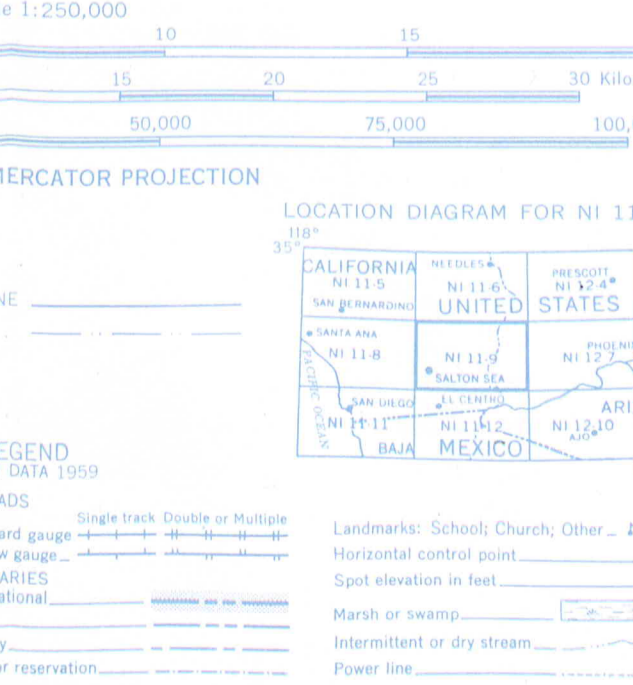 e 1:250,000
10 15
15 20 25 30 Kilo
50,000 75,000 100,
MERCATOR PROJECTION
LOCATION DIAGRAM FOR NI 11
118°
35°
CALIFORNIA
NI 11-5
SAN BERNARDINO
NEEDLES
NI 11-6
UNITED
PRESCOTT
NI 12-4
STATES
NE
SANTA ANA
NI 11-8
NI 11-9
SALTON SEA
PHOENI
NI 12-7
PACIFIC OCEAN
SAN DIEGO
NI 11-11
BAJA
EL CENTRO
NI 11-12
MEXICO
ARI
NI 12-10
AJO
EGEND
DATA 1959
ADS
Single track Double or Multiple
ard gauge
w gauge
ARIES
ational
y
or reservation
Landmarks: School; Church; Other
Horizontal control point
Spot elevation in feet
Marsh or swamp
Intermittent or dry stream
Power line